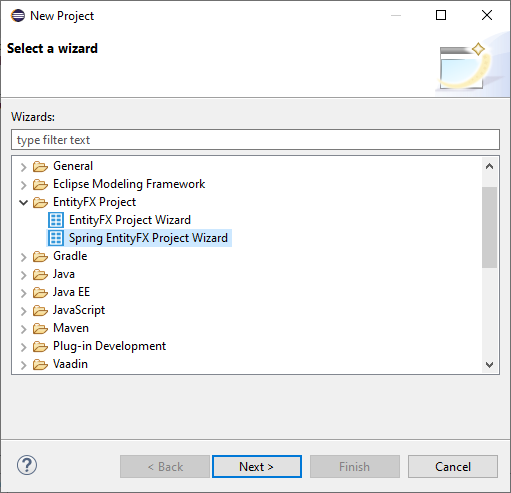 New Project
Select a wizard
Wizards:
type filter text
General
Eclipse Modeling Framework
EntityFX Project
EntityFX Project Wizard
Spring EntityFX Project Wizard
Gradle
Java
Java EE
JavaScript
Maven
Plug-in Development
Vaadin
?
< Back
Next >
Finish
Cancel